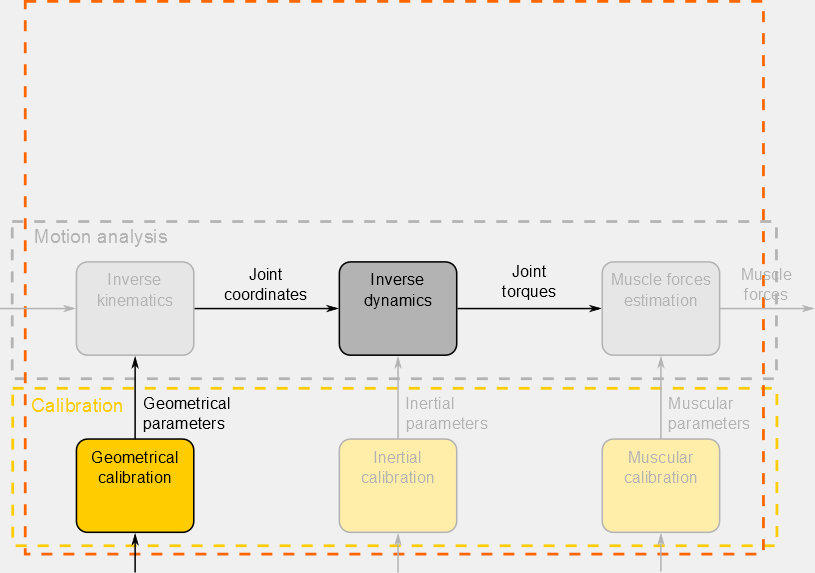 Motion analysis
Inverse
kinematics
Joint
coordinates
Inverse
dynamics
Joint
torques
Muscle forces
estimation
Muscle
forces
Calibration
Geometrical
parameters
Inertial
parameters
Muscular
parameters
Geometrical
calibration
Inertial
calibration
Muscular
calibration